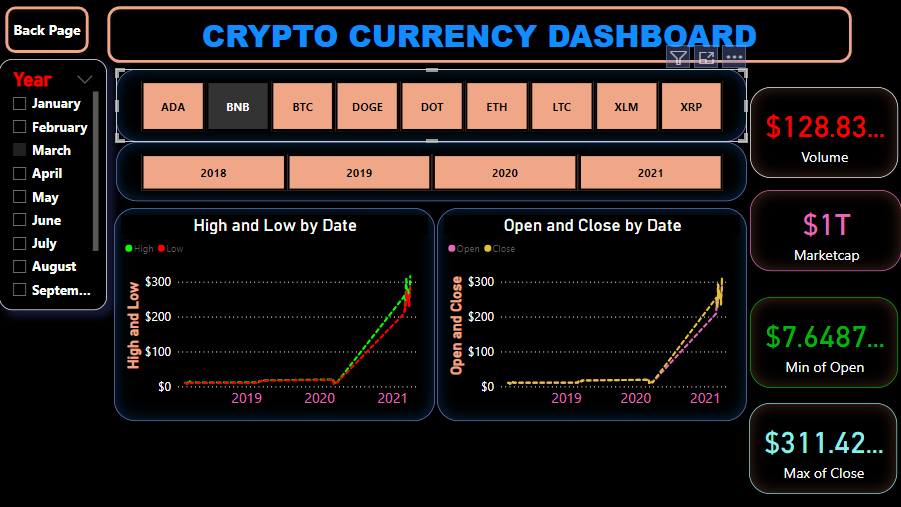 Back Page
CRYPTO CURRENCY DASHBOARD
Year
January
February
March
April
May
June
July
August
Septem...
ADA
BNB
BTC
DOGE
DOT
ETH
LTC
XLM
XRP
2018
2019
2020
2021
High and Low by Date
High
Low
High and Low
$300
$200
$100
$0
2019
2020
2021
Open and Close by Date
Open
Close
Open and Close
$300
$200
$100
$0
2019
2020
2021
$128.83...
Volume
$1T
Marketcap
$7.6487...
Min of Open
$311.42...
Max of Close